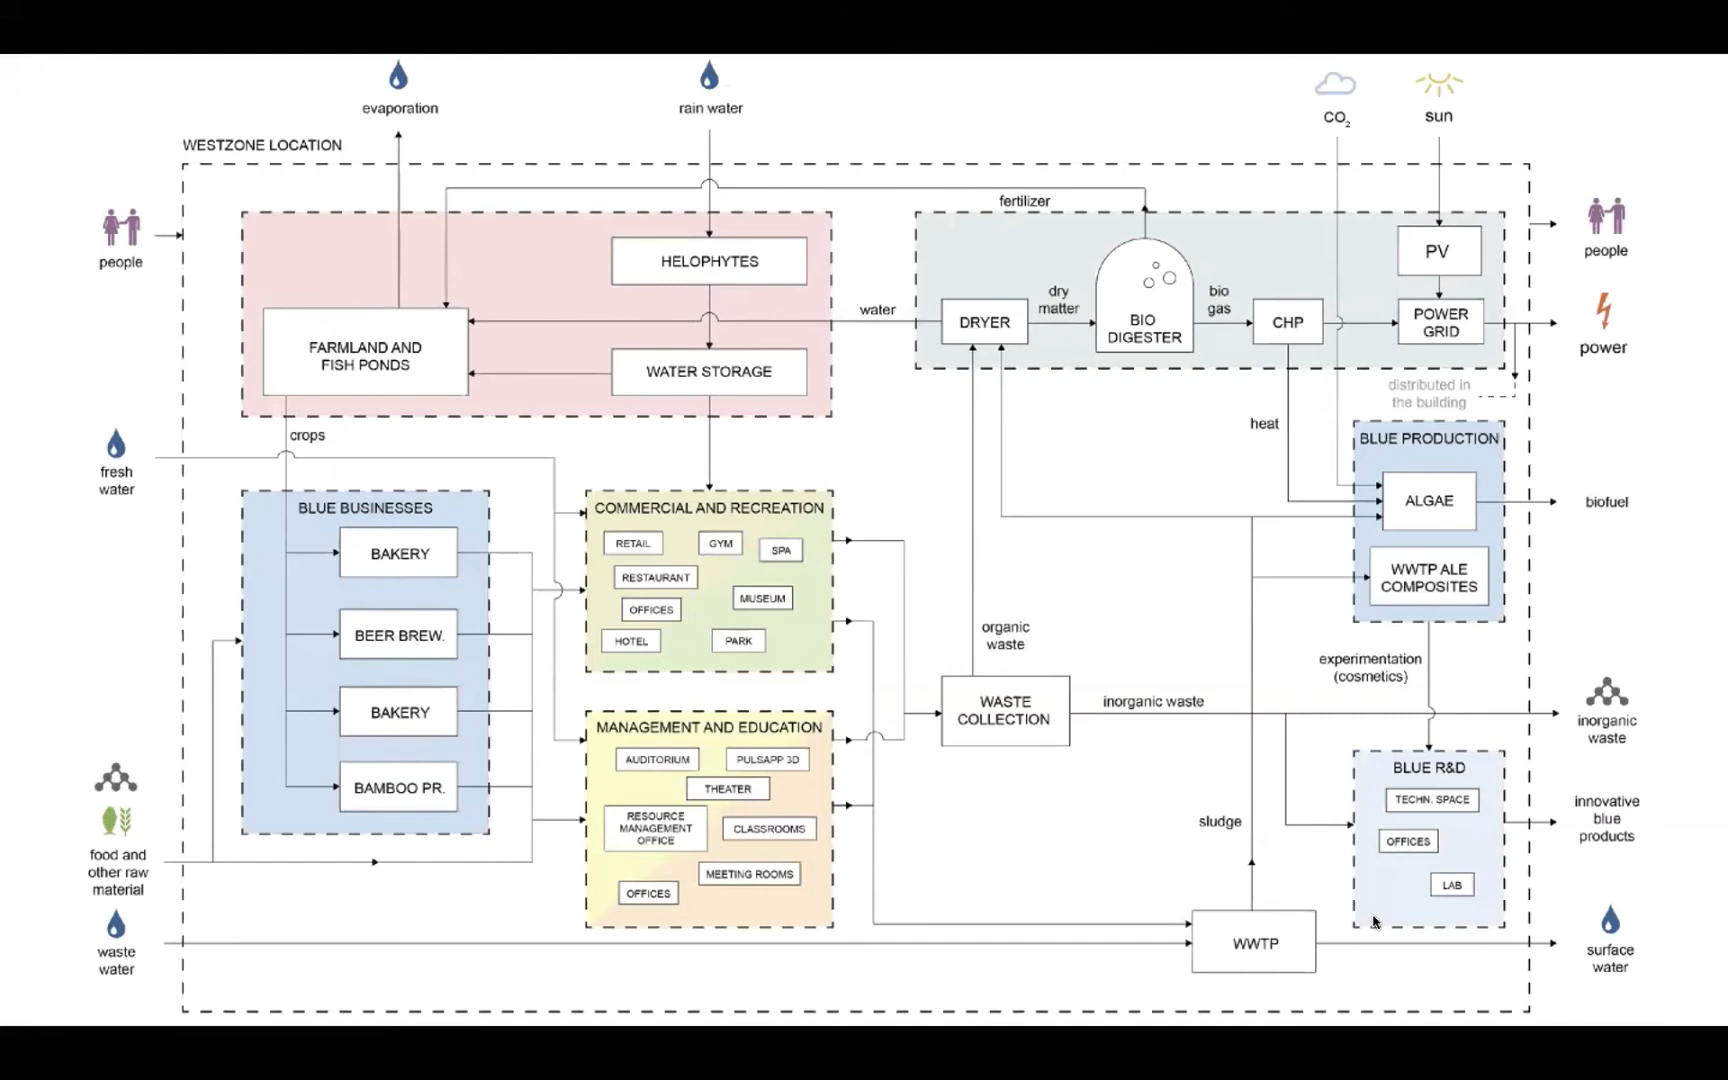 evaporation
rain water
CO2
sun
WESTZONE LOCATION
people
fertilizer
people
HELOPHYTES
PV
water
DRYER
dry
matter
BIO
DIGESTER
bio
gas
CHP
POWER
GRID
power
FARMLAND AND
FISH PONDS
WATER STORAGE
distributed in
the building
crops
heat
BLUE PRODUCTION
fresh
water
BLUE BUSINESSES
COMMERCIAL AND RECREATION
ALGAE
biofuel
BAKERY
RETAIL
GYM
SPA
RESTAURANT
WWTP ALE
COMPOSITES
OFFICES
MUSEUM
BEER BREW.
HOTEL
PARK
organic
waste
experimentation
(cosmetics)
BAKERY
MANAGEMENT AND EDUCATION
WASTE
COLLECTION
inorganic waste
inorganic
waste
AUDITORIUM
PULSAPP 3D
BLUE R&D
BAMBOO PR.
THEATER
TECHN. SPACE
RESOURCE
MANAGEMENT
OFFICE
CLASSROOMS
sludge
innovative
blue
products
OFFICES
food and
other raw
material
MEETING ROOMS
OFFICES
LAB
waste
water
WWTP
surface
water